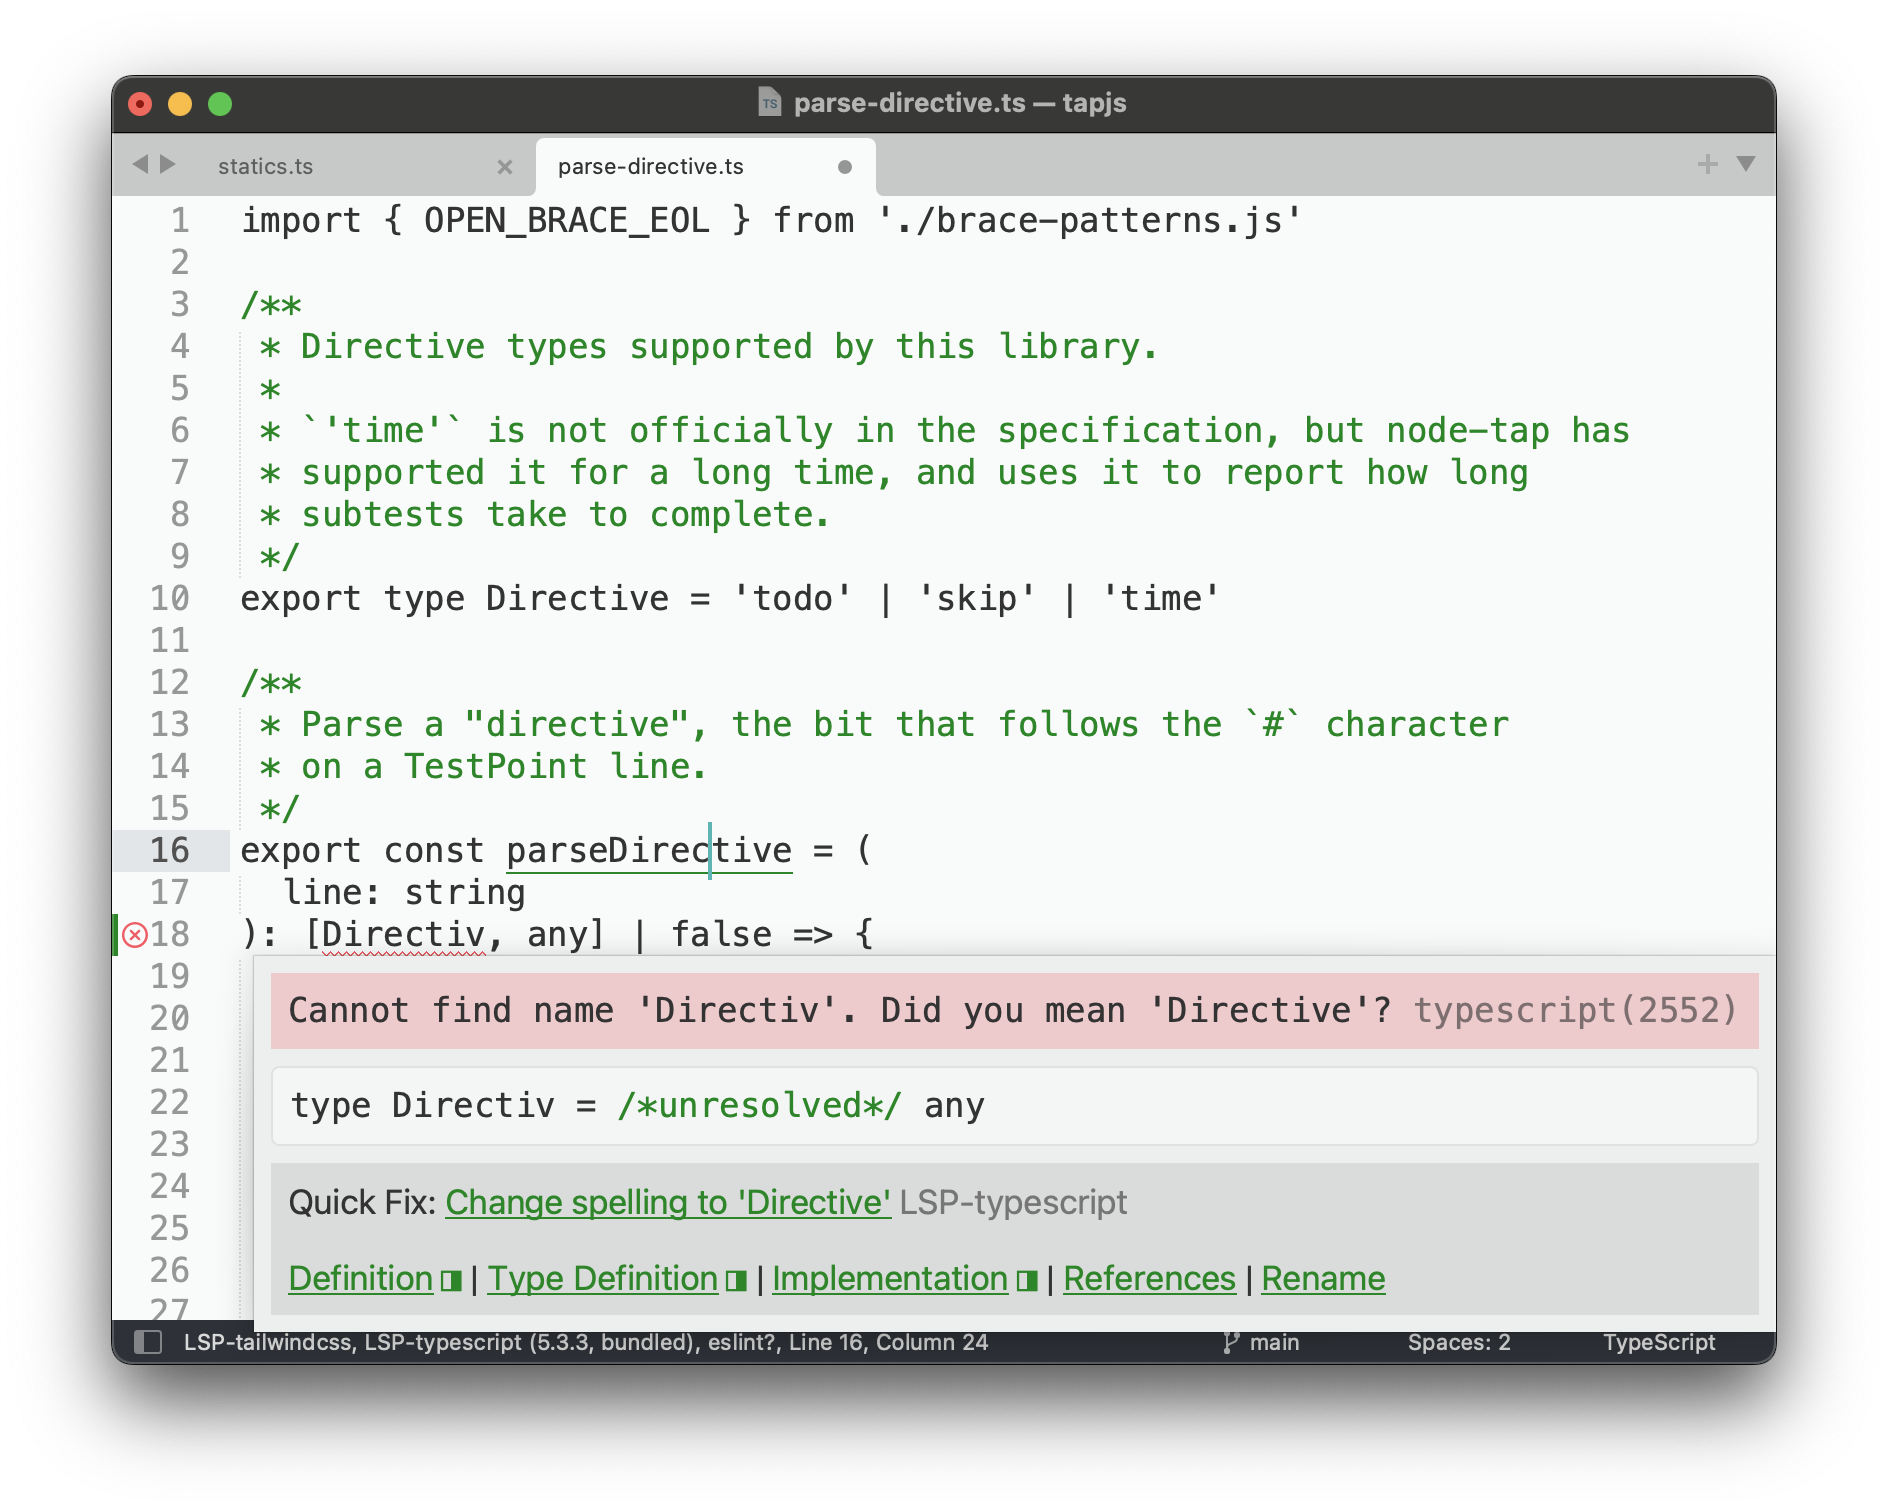 parse-directive.ts — tapjs
statics.ts
parse-directive.ts
1 import { OPEN_BRACE_EOL } from './brace-patterns.js'
2
3 /**
4  * Directive types supported by this library.
5  *
6  * `'time'` is not officially in the specification, but node-tap has
7  * supported it for a long time, and uses it to report how long
8  * subtests take to complete.
9  */
10 export type Directive = 'todo' | 'skip' | 'time'
11
12 /**
13  * Parse a "directive", the bit that follows the `#` character
14  * on a TestPoint line.
15  */
16 export const parseDirective = (
17   line: string
18 ): [Directiv, any] | false => {
19
Cannot find name 'Directiv'. Did you mean 'Directive'? typescript(2552)
20
21
type Directiv = /*unresolved*/ any
22
23
24
Quick Fix: Change spelling to 'Directive' LSP-typescript
25
26
Definition | Type Definition | Implementation | References | Rename
27
LSP-tailwindcss, LSP-typescript (5.3.3, bundled), eslint?, Line 16, Column 24 main Spaces: 2 TypeScript